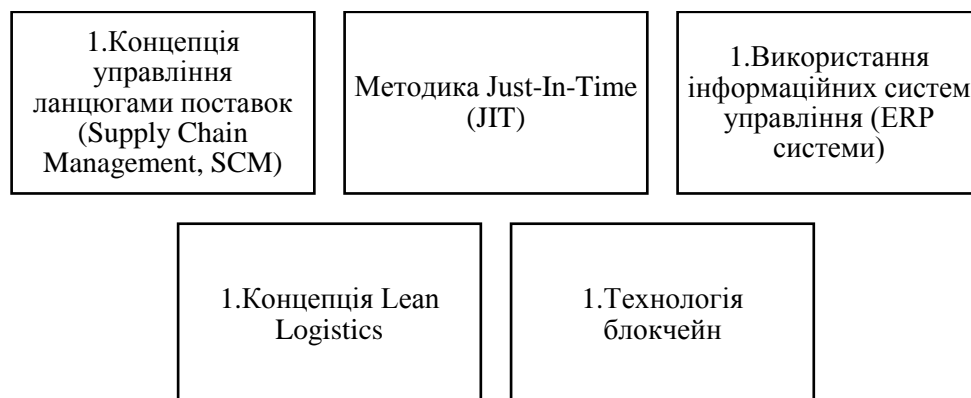 1.Концепція
управління
ланцюгами поставок
(Supply Chain
Management, SCM)
Методика Just-In-Time
(JIT)
1.Використання
інформаційних систем
управління (ERP
системи)
1.Концепція Lean
Logistics
1.Технологія
блокчейн